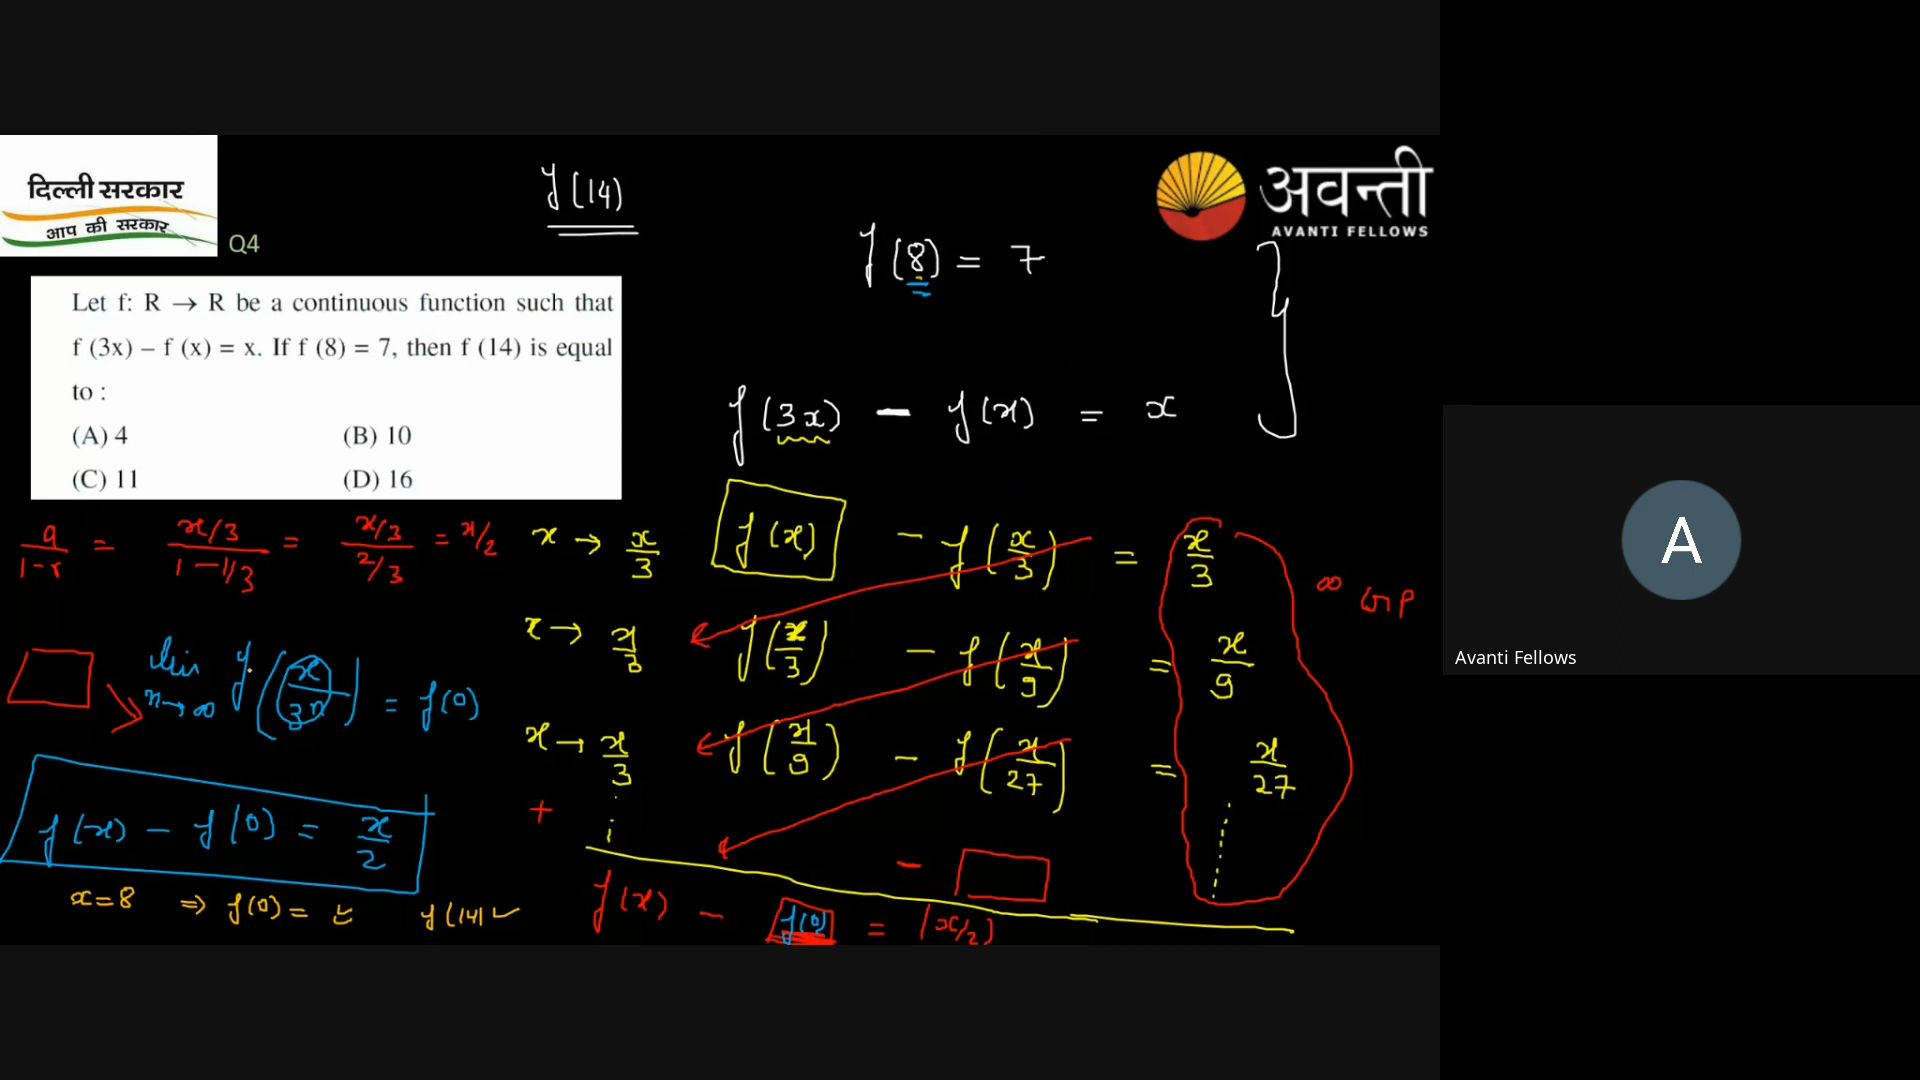 दिल्ली सरकार
आप की सरकार
Q4
f(14)
अवन्ती
AVANTI FELLOWS
f(8) = 7
Let f: R → R be a continuous function such that
f (3x) – f (x) = x. If f (8) = 7, then f (14) is equal
to :
(A) 4 (B) 10
(C) 11 (D) 16
f(3x) - f(x) = x
a/(1-r) = (x/3)/(1-1/3) = (x/3)/(2/3) = x/2
x → x/3 f(x) - f(x/3) = x/3
∞ GP
x → x/3 f(x/3) - f(x/9) = x/9
lim n→∞ f(x/3ⁿ) = f(0)
x → x/3 f(x/9) - f(x/27) = x/27
+
-
f(x) - f(0) = x/2
x=8 ⇒ f(0) = f(14) ✓
f(x) - f(0) = (x/2)
A
Avanti Fellows